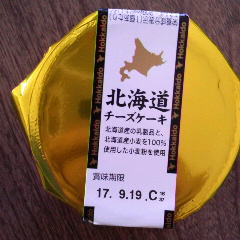 Hokkaido
Hokkaido
北海道
チーズケーキ
北海道産の乳製品と、
北海道産小麦を100%
使用した小麦粉を使用
賞味期限
17. 9.19 ,C
Hokkaido
Hokkaido